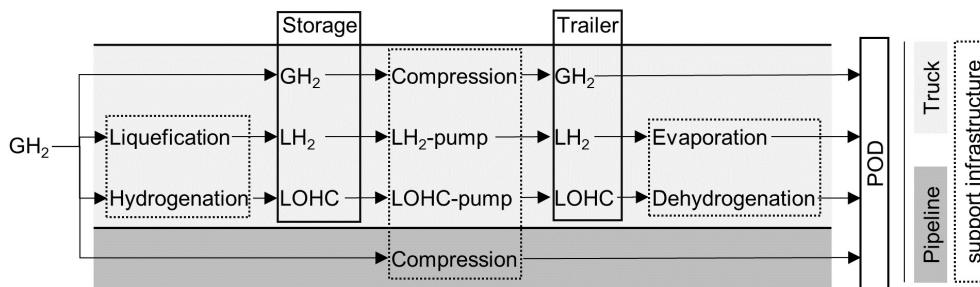 Storage
Trailer
GH₂
Compression
GH₂
GH₂
Liquefication
LH₂
LH₂-pump
LH₂
Evaporation
Hydrogenation
LOHC
LOHC-pump
LOHC
Dehydrogenation
Compression
POD
Truck
Pipeline
support infrastructure